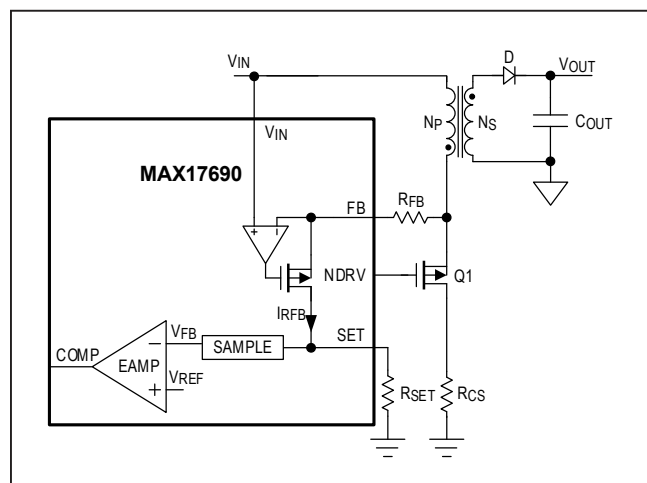 VIN
D
VOUT
VIN
NP
NS
COUT
MAX17690
FB
RFB
+
−
NDRV
Q1
IRFB
SET
VFB
SAMPLE
COMP
−
EAMP
VREF
+
RSET
RCS